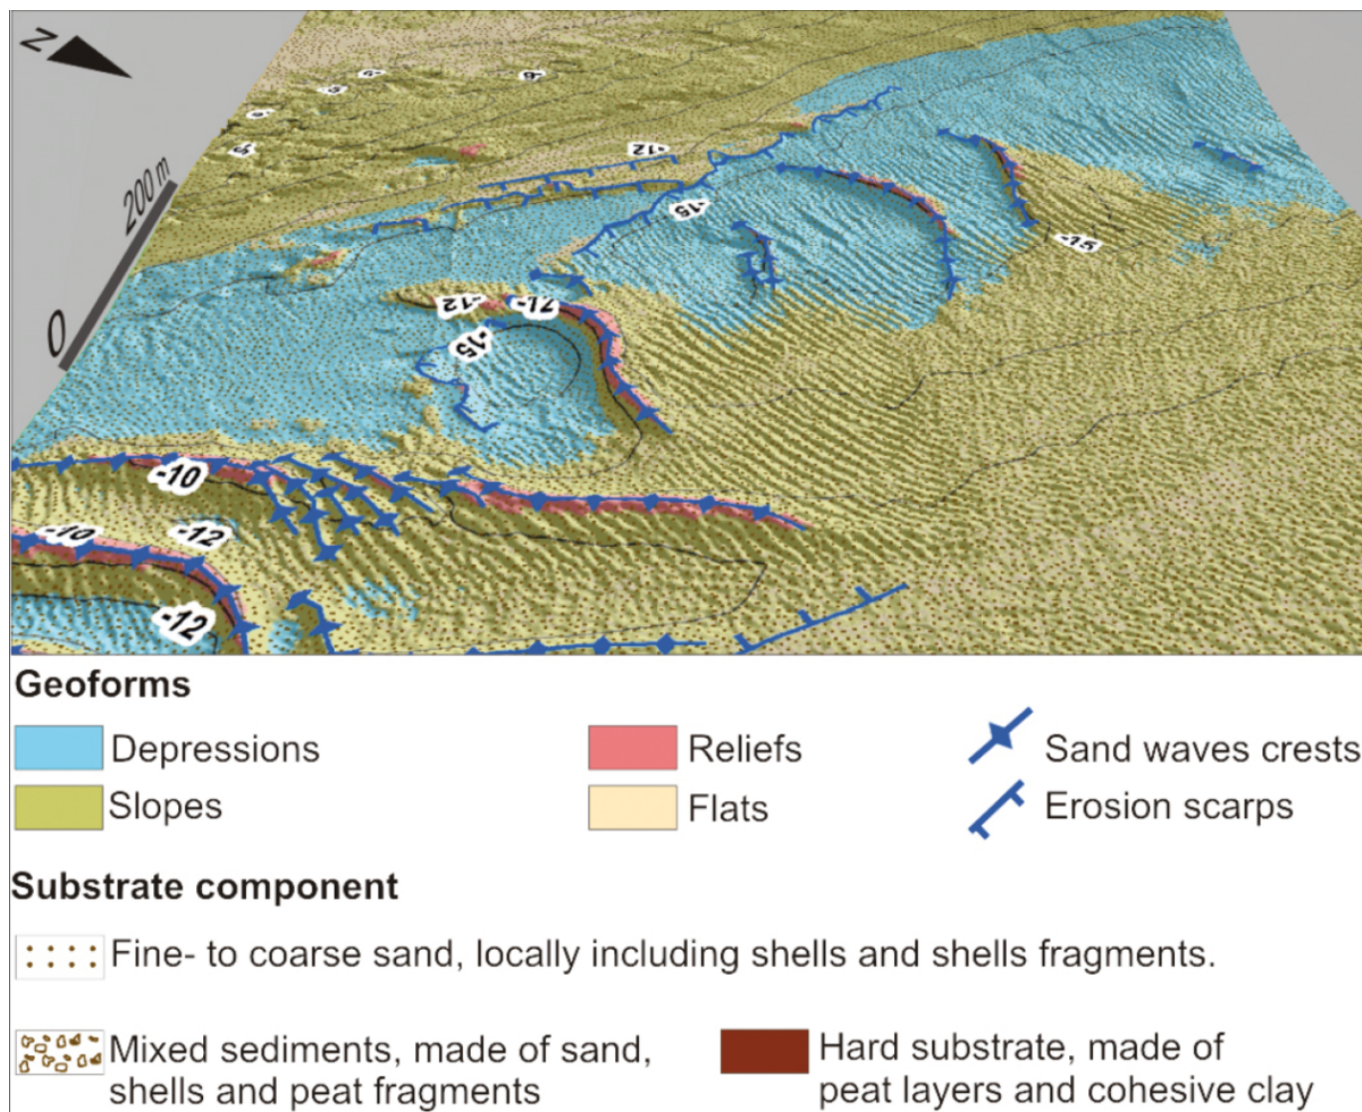 N
200 m
0
-12
-15
-15
-12
-12
-15
-10
-10
-12
-12
Geoforms
Depressions
Reliefs
Sand waves crests
Slopes
Flats
Erosion scarps
Substrate component
Fine- to coarse sand, locally including shells and shells fragments.
Mixed sediments, made of sand,
shells and peat fragments
Hard substrate, made of
peat layers and cohesive clay